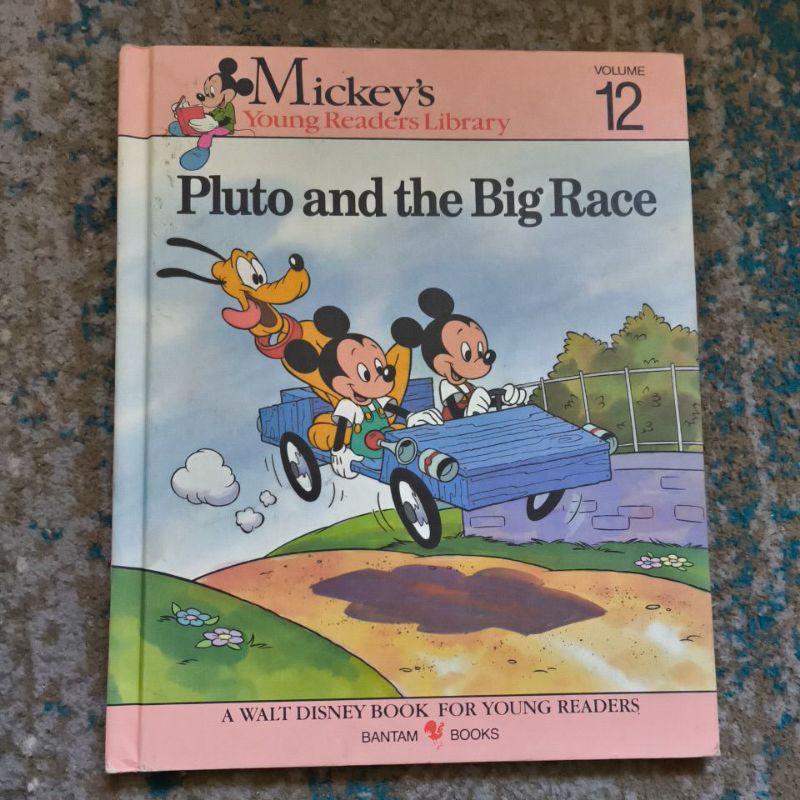 Mickey's
Young Readers Library
VOLUME
12
Pluto and the Big Race
A WALT DISNEY BOOK FOR YOUNG READERS
BANTAM BOOKS